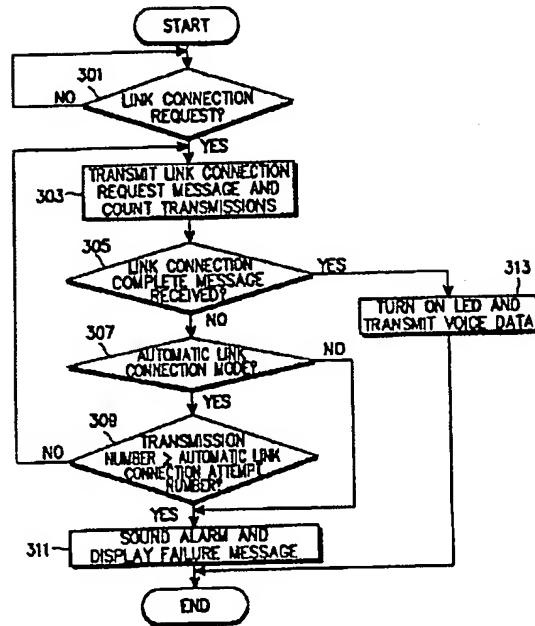 START
301
LINK CONNECTION
REQUEST?
NO
YES
303
TRANSMIT LINK CONNECTION
REQUEST MESSAGE AND
COUNT TRANSMISSIONS
305
LINK CONNECTION
COMPLETE MESSAGE
RECEIVED?
YES
313
TURN ON LED AND
TRANSMIT VOICE DATA
NO
307
AUTOMATIC LINK
CONNECTION MODE?
NO
YES
309
TRANSMISSION
NUMBER ≥ AUTOMATIC LINK
CONNECTION ATTEMPT
NUMBER?
NO
YES
311
SOUND ALARM AND
DISPLAY FAILURE MESSAGE
END